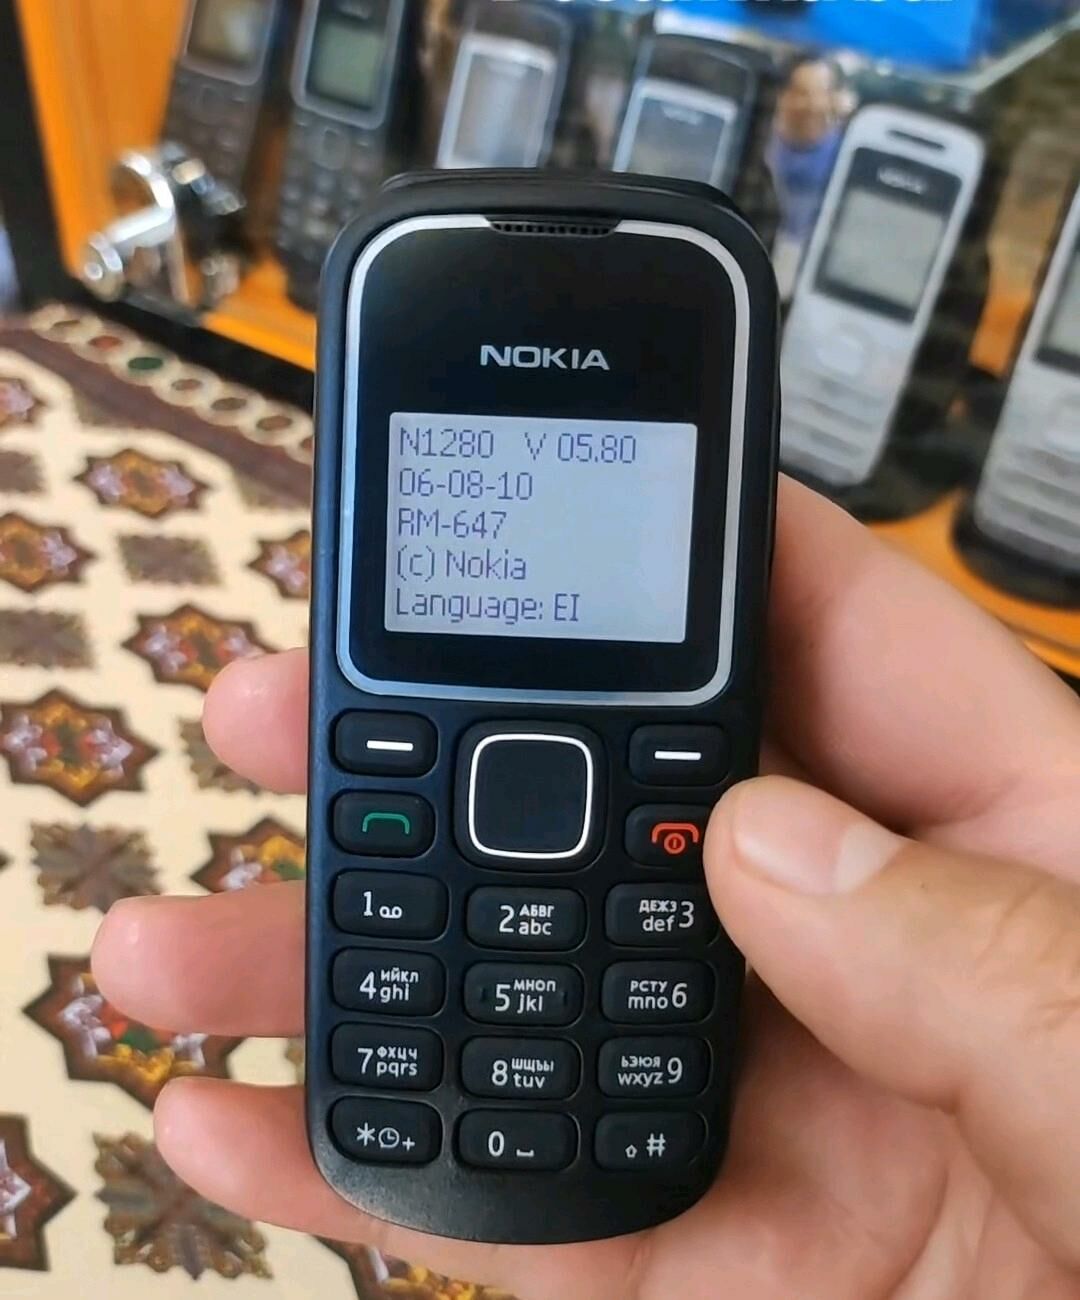 NOKIA
N1280 V 05.80
06-08-10
RM-647
(c) Nokia
Language: EI
1
2 АБВГ abc
ДЕЖЗ def 3
4 ИЙКЛ ghi
5 МНОП jkl
РСТУ mno 6
7 ФХЦЧ pqrs
8 ШЩЪЫ tuv
ЬЭЮЯ wxyz 9
* +
0
#